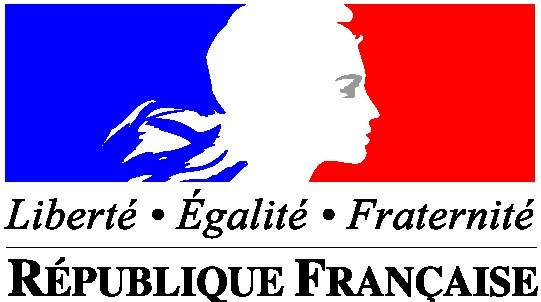 Liberté • Égalité • Fraternité
RÉPUBLIQUE FRANÇAISE